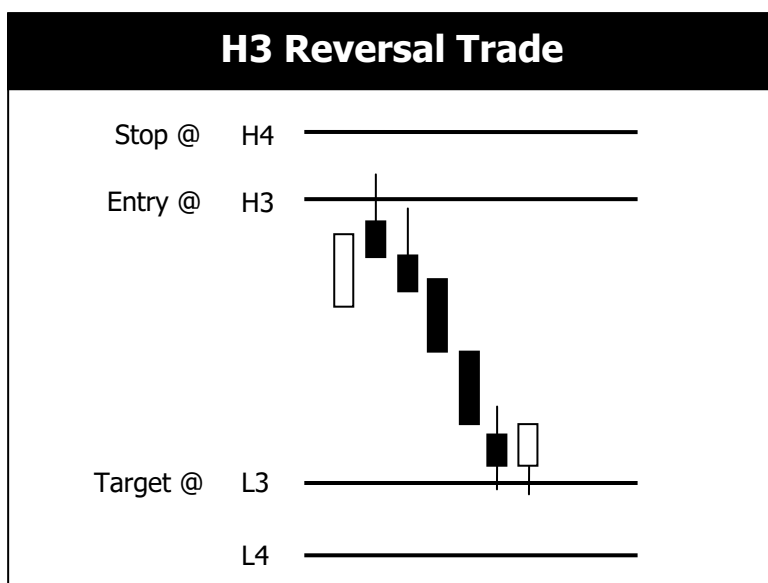 H3 Reversal Trade
Stop @ H4
Entry @ H3
Target @ L3
L4